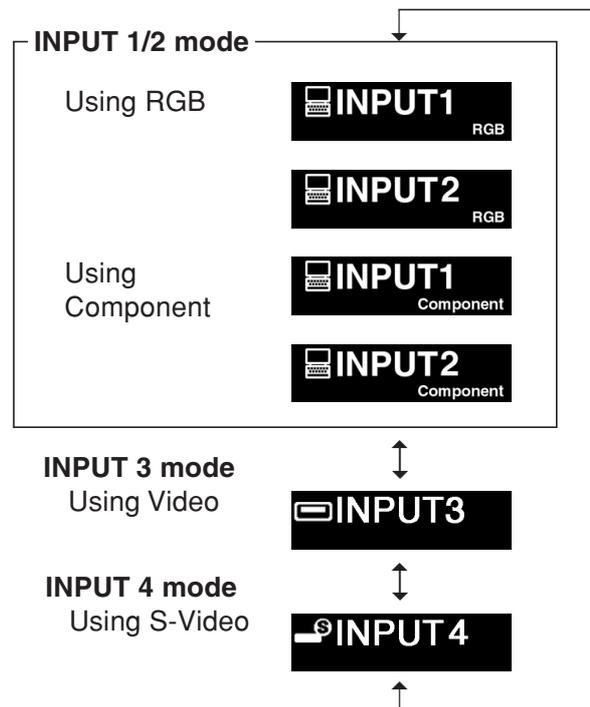 INPUT 1/2 mode
Using RGB
INPUT1
RGB
INPUT2
RGB
Using
Component
INPUT1
Component
INPUT2
Component
INPUT 3 mode
Using Video
INPUT3
INPUT 4 mode
Using S-Video
S
INPUT4